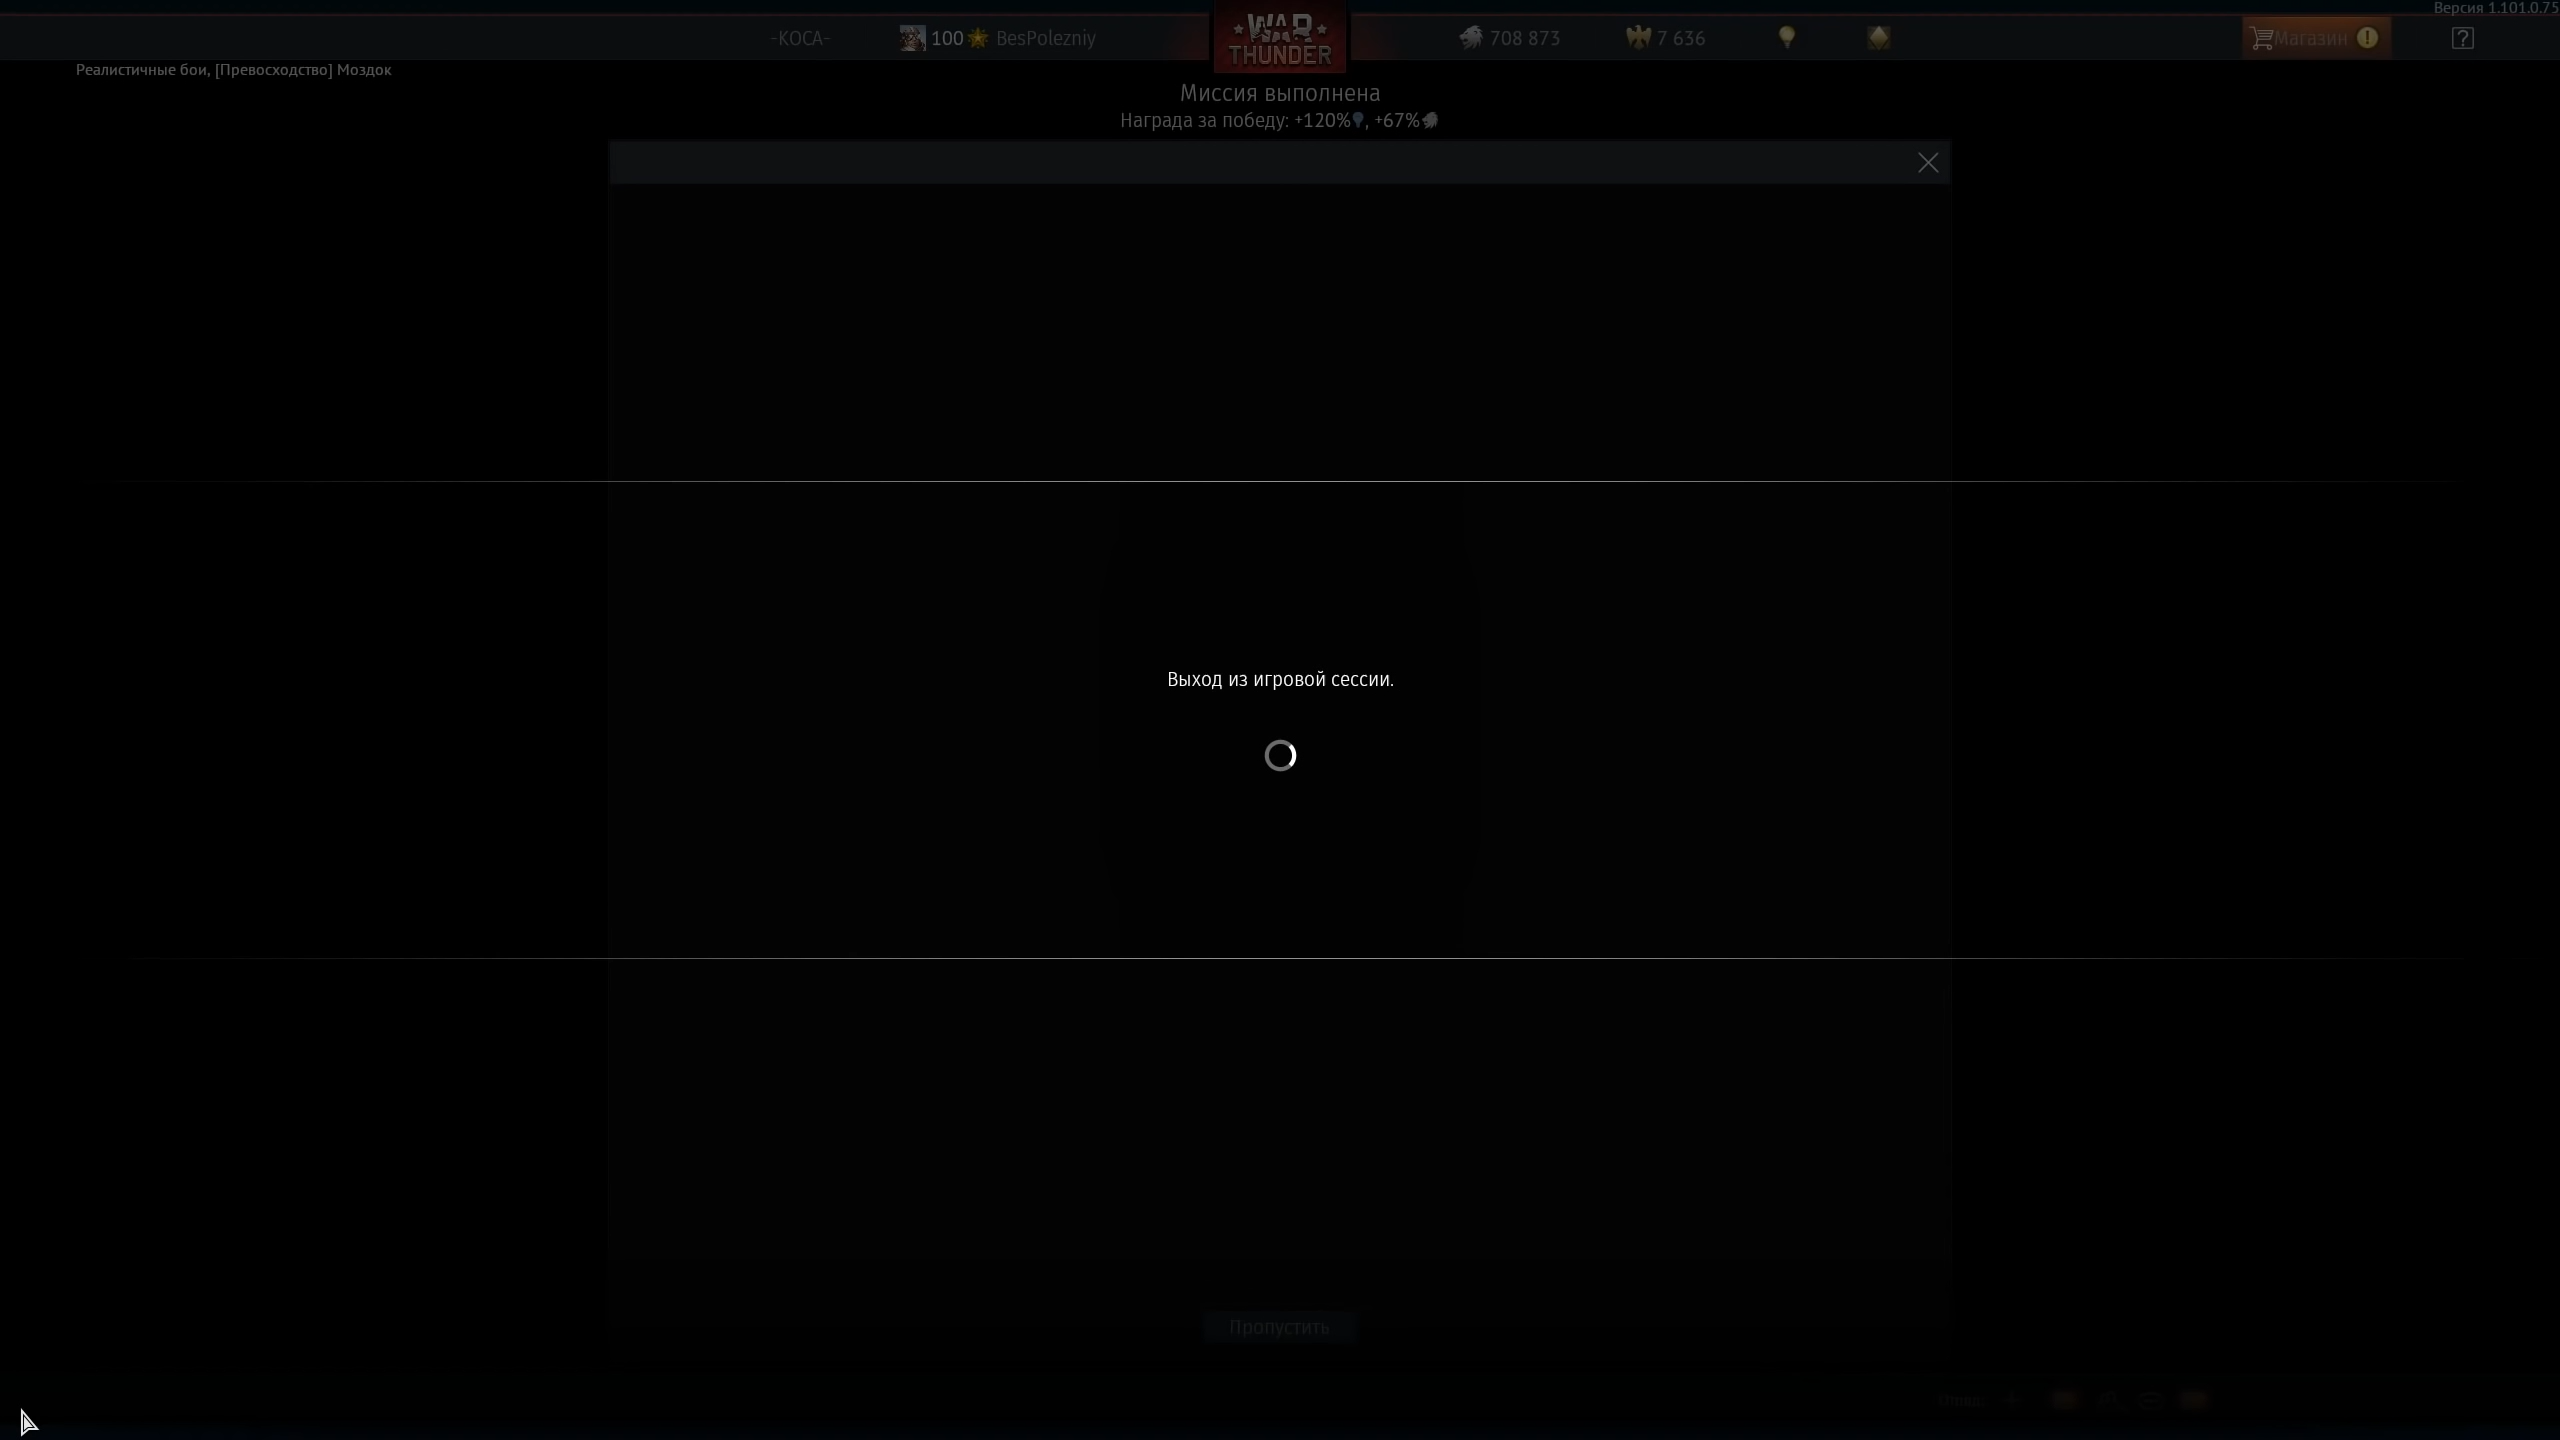 Версия 1.101.0.75
-КОСА- 100 BesPolezniy WAR THUNDER 708 873 7 636 Магазин ! ?
Реалистичные бои, [Превосходство] Моздок
Миссия выполнена
Награда за победу: +120%, +67%
Выход из игровой сессии.
Пропустить